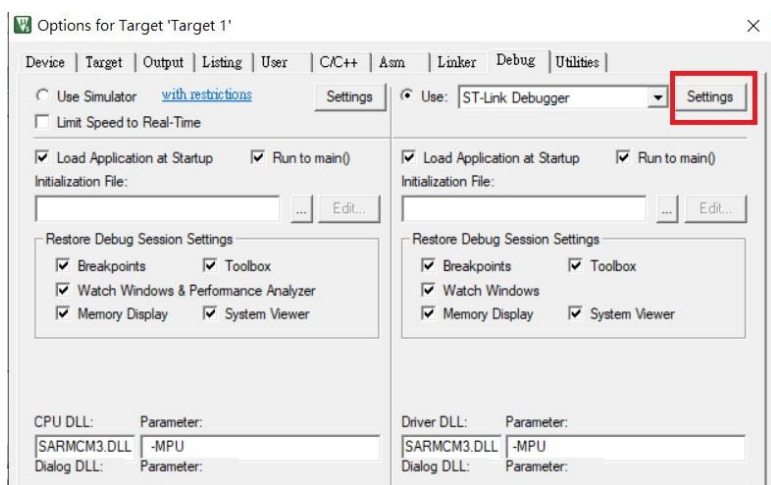 Options for Target 'Target 1'
Device Target Output Listing User C/C++ Asm Linker Debug Utilities
Use Simulator with restrictions Settings
Limit Speed to Real-Time
Load Application at Startup Run to main()
Initialization File:
... Edit...
Restore Debug Session Settings
Breakpoints Toolbox
Watch Windows & Performance Analyzer
Memory Display System Viewer
CPU DLL: Parameter:
SARMCM3.DLL -MPU
Dialog DLL: Parameter:
Use: ST-Link Debugger Settings
Load Application at Startup Run to main()
Initialization File:
... Edit...
Restore Debug Session Settings
Breakpoints Toolbox
Watch Windows
Memory Display System Viewer
Driver DLL: Parameter:
SARMCM3.DLL -MPU
Dialog DLL: Parameter: